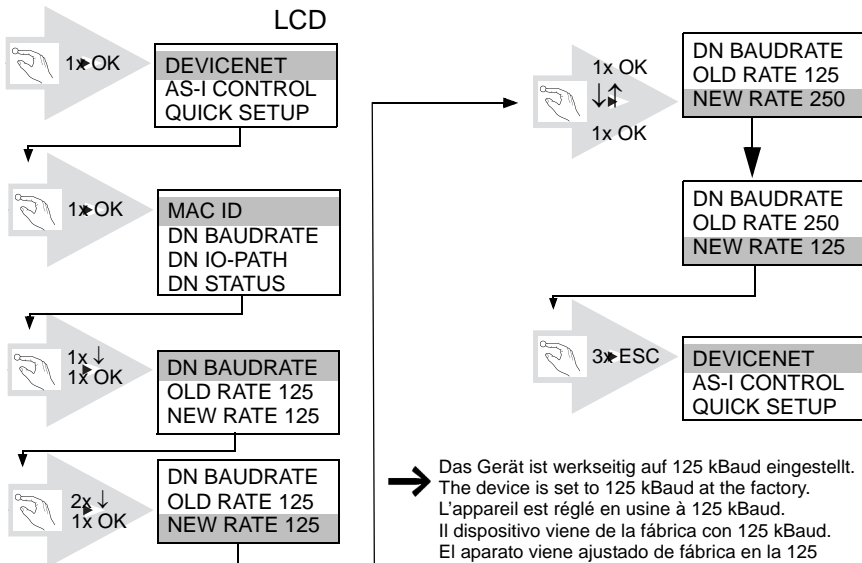 LCD
1x OK
DEVICENET
AS-I CONTROL
QUICK SETUP
1x OK
MAC ID
DN BAUDRATE
DN IO-PATH
DN STATUS
1x ↓
1x OK
DN BAUDRATE
OLD RATE 125
NEW RATE 125
2x ↓
1x OK
DN BAUDRATE
OLD RATE 125
NEW RATE 125
1x OK
↓↑
1x OK
DN BAUDRATE
OLD RATE 125
NEW RATE 250
DN BAUDRATE
OLD RATE 250
NEW RATE 125
3x ESC
DEVICENET
AS-I CONTROL
QUICK SETUP
Das Gerät ist werkseitig auf 125 kBaud eingestellt.
The device is set to 125 kBaud at the factory.
L'appareil est réglé en usine à 125 kBaud.
Il dispositivo viene de la fábrica con 125 kBaud.
El aparato viene ajustado de fábrica en la 125